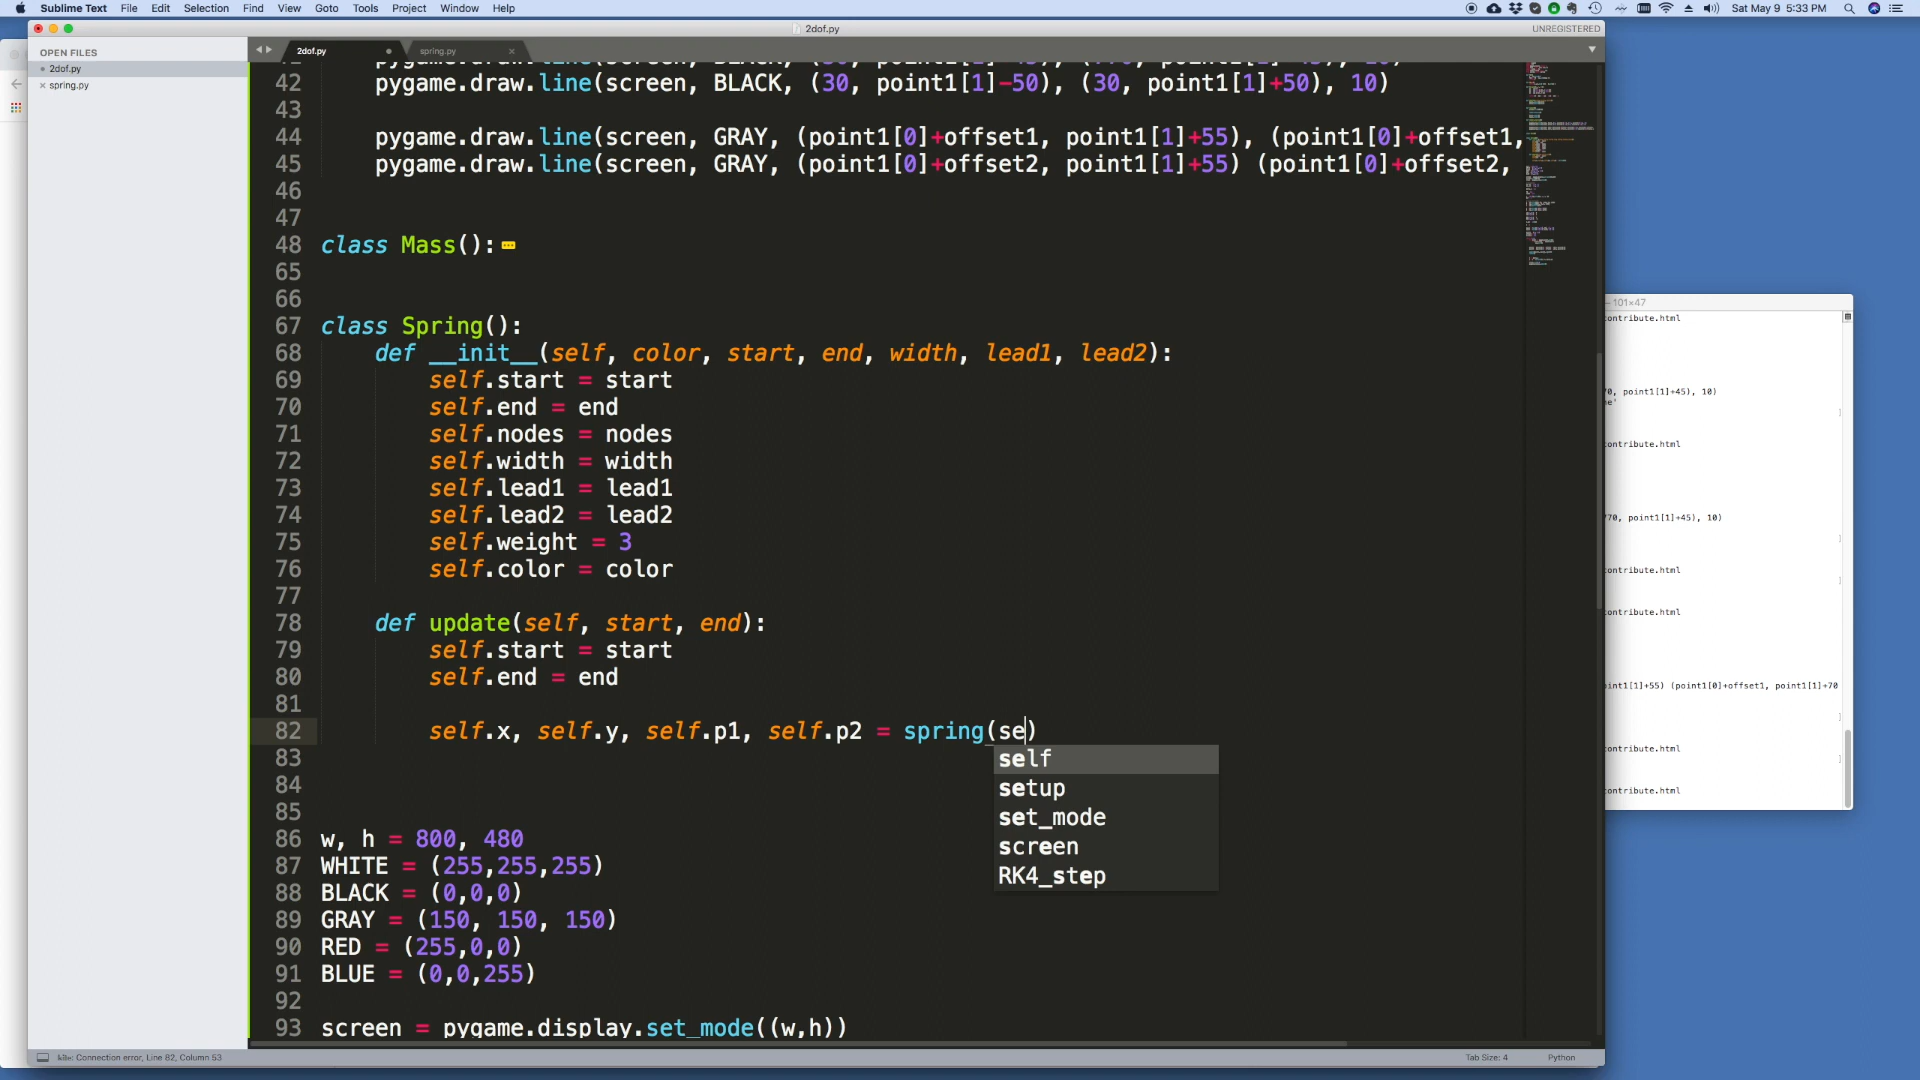 Sublime Text File Edit Selection Find View Goto Tools Project Window Help
Sat May 9 5:33 PM
2dof.py
UNREGISTERED
OPEN FILES
2dof.py
spring.py
2dof.py
spring.py
42 pygame.draw.line(screen, BLACK, (30, point1[1]-50), (30, point1[1]+50), 10)
43
44 pygame.draw.line(screen, GRAY, (point1[0]+offset1, point1[1]+55), (point1[0]+offset1,
45 pygame.draw.line(screen, GRAY, (point1[0]+offset2, point1[1]+55) (point1[0]+offset2,
46
47
48 class Mass():
65
66
67 class Spring():
68 def __init__(self, color, start, end, width, lead1, lead2):
69 self.start = start
70 self.end = end
71 self.nodes = nodes
72 self.width = width
73 self.lead1 = lead1
74 self.lead2 = lead2
75 self.weight = 3
76 self.color = color
77
78 def update(self, start, end):
79 self.start = start
80 self.end = end
81
82 self.x, self.y, self.p1, self.p2 = spring(se)
83
84
85
86 w, h = 800, 480
87 WHITE = (255,255,255)
88 BLACK = (0,0,0)
89 GRAY = (150, 150, 150)
90 RED = (255,0,0)
91 BLUE = (0,0,255)
92
93 screen = pygame.display.set_mode((w,h))
self
setup
set_mode
screen
RK4_step
kite: Connection error, Line 82, Column 53
Tab Size: 4
Python
101×47
contribute.html
70, point1[1]+45), 10)
contribute.html
770, point1[1]+45), 10)
contribute.html
contribute.html
point1[1]+55) (point1[0]+offset1, point1[1]+70
contribute.html
contribute.html